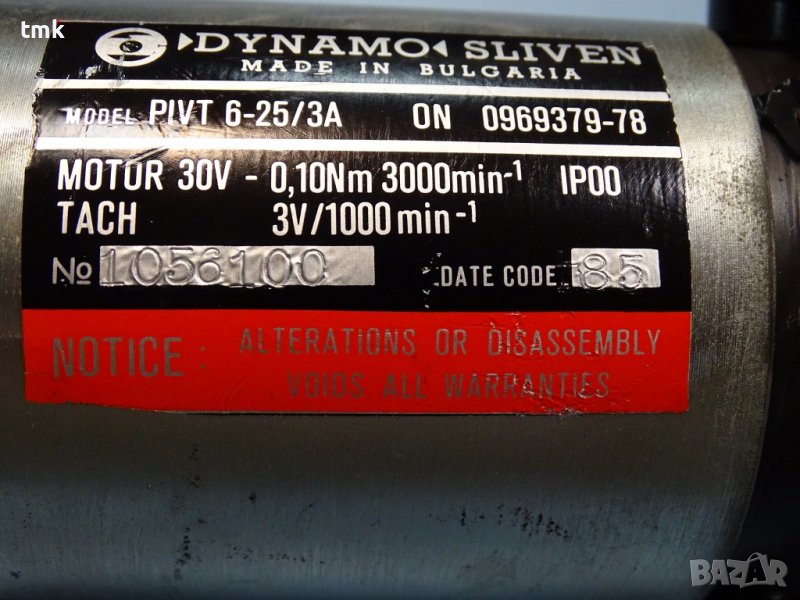 tmk
DYNAMO SLIVEN
MADE IN BULGARIA
MODEL PIVT 6-25/3A ON 0969379-78
MOTOR 30V - 0,10Nm 3000min-1 IP00
TACH 3V/1000 min-1
№ 1056100 DATE CODE 85
NOTICE: ALTERATIONS OR DISASSEMBLY
VOIDS ALL WARRANTIES
BAZAR